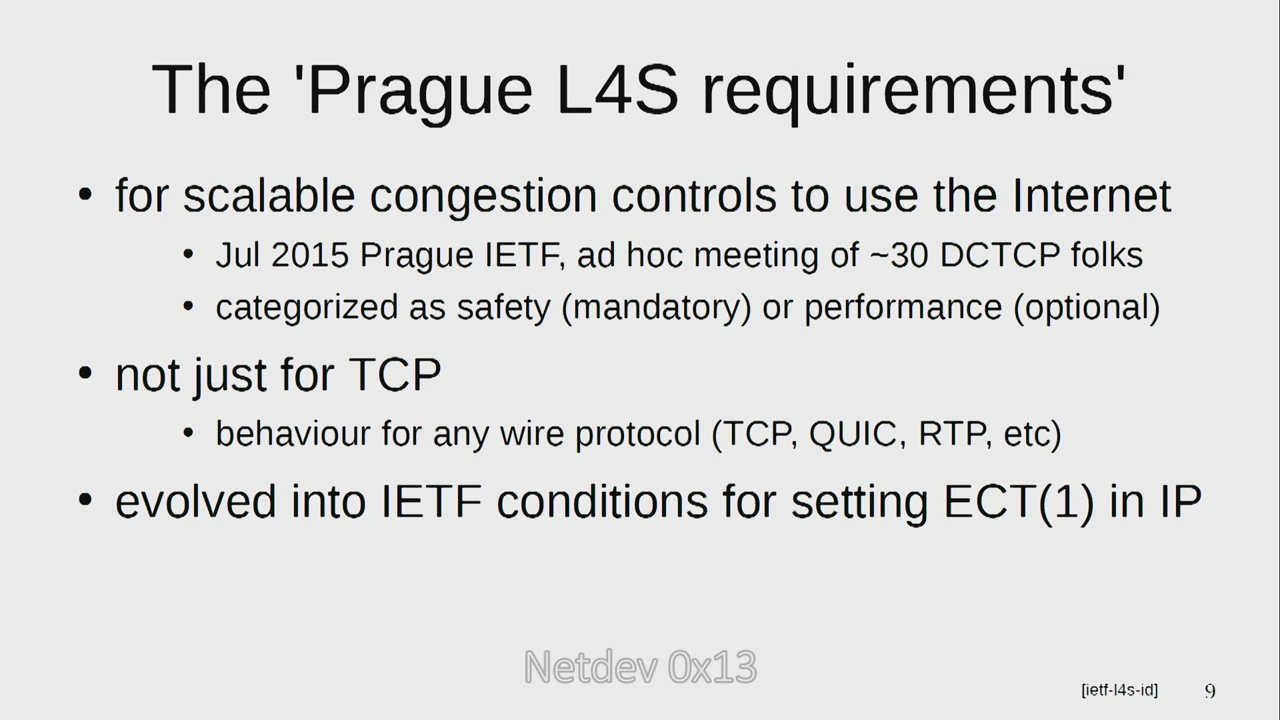 The 'Prague L4S requirements'
• for scalable congestion controls to use the Internet
• Jul 2015 Prague IETF, ad hoc meeting of ~30 DCTCP folks
• categorized as safety (mandatory) or performance (optional)
• not just for TCP
• behaviour for any wire protocol (TCP, QUIC, RTP, etc)
• evolved into IETF conditions for setting ECT(1) in IP
Netdev 0x13
[ietf-l4s-id] 9